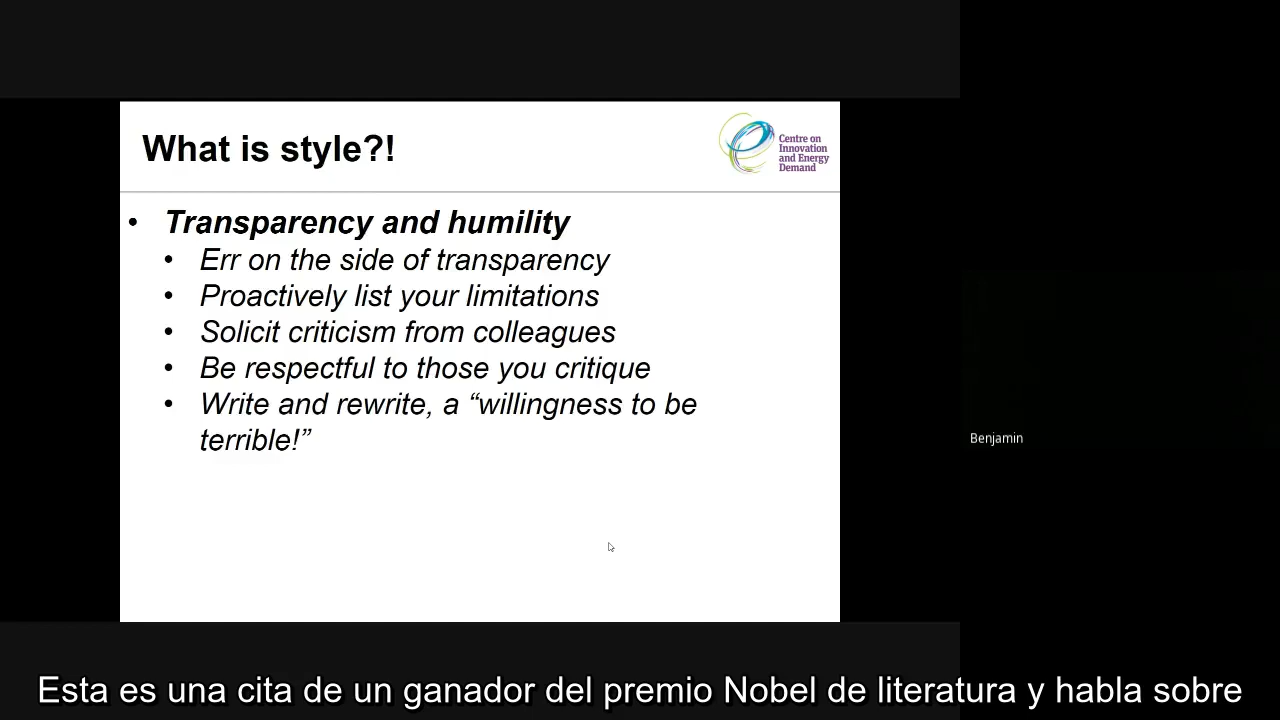 What is style?!
Centre on
Innovation
and Energy
Demand
• Transparency and humility
• Err on the side of transparency
• Proactively list your limitations
• Solicit criticism from colleagues
• Be respectful to those you critique
• Write and rewrite, a “willingness to be
terrible!”
Benjamin
Esta es una cita de un ganador del premio Nobel de literatura y habla sobre